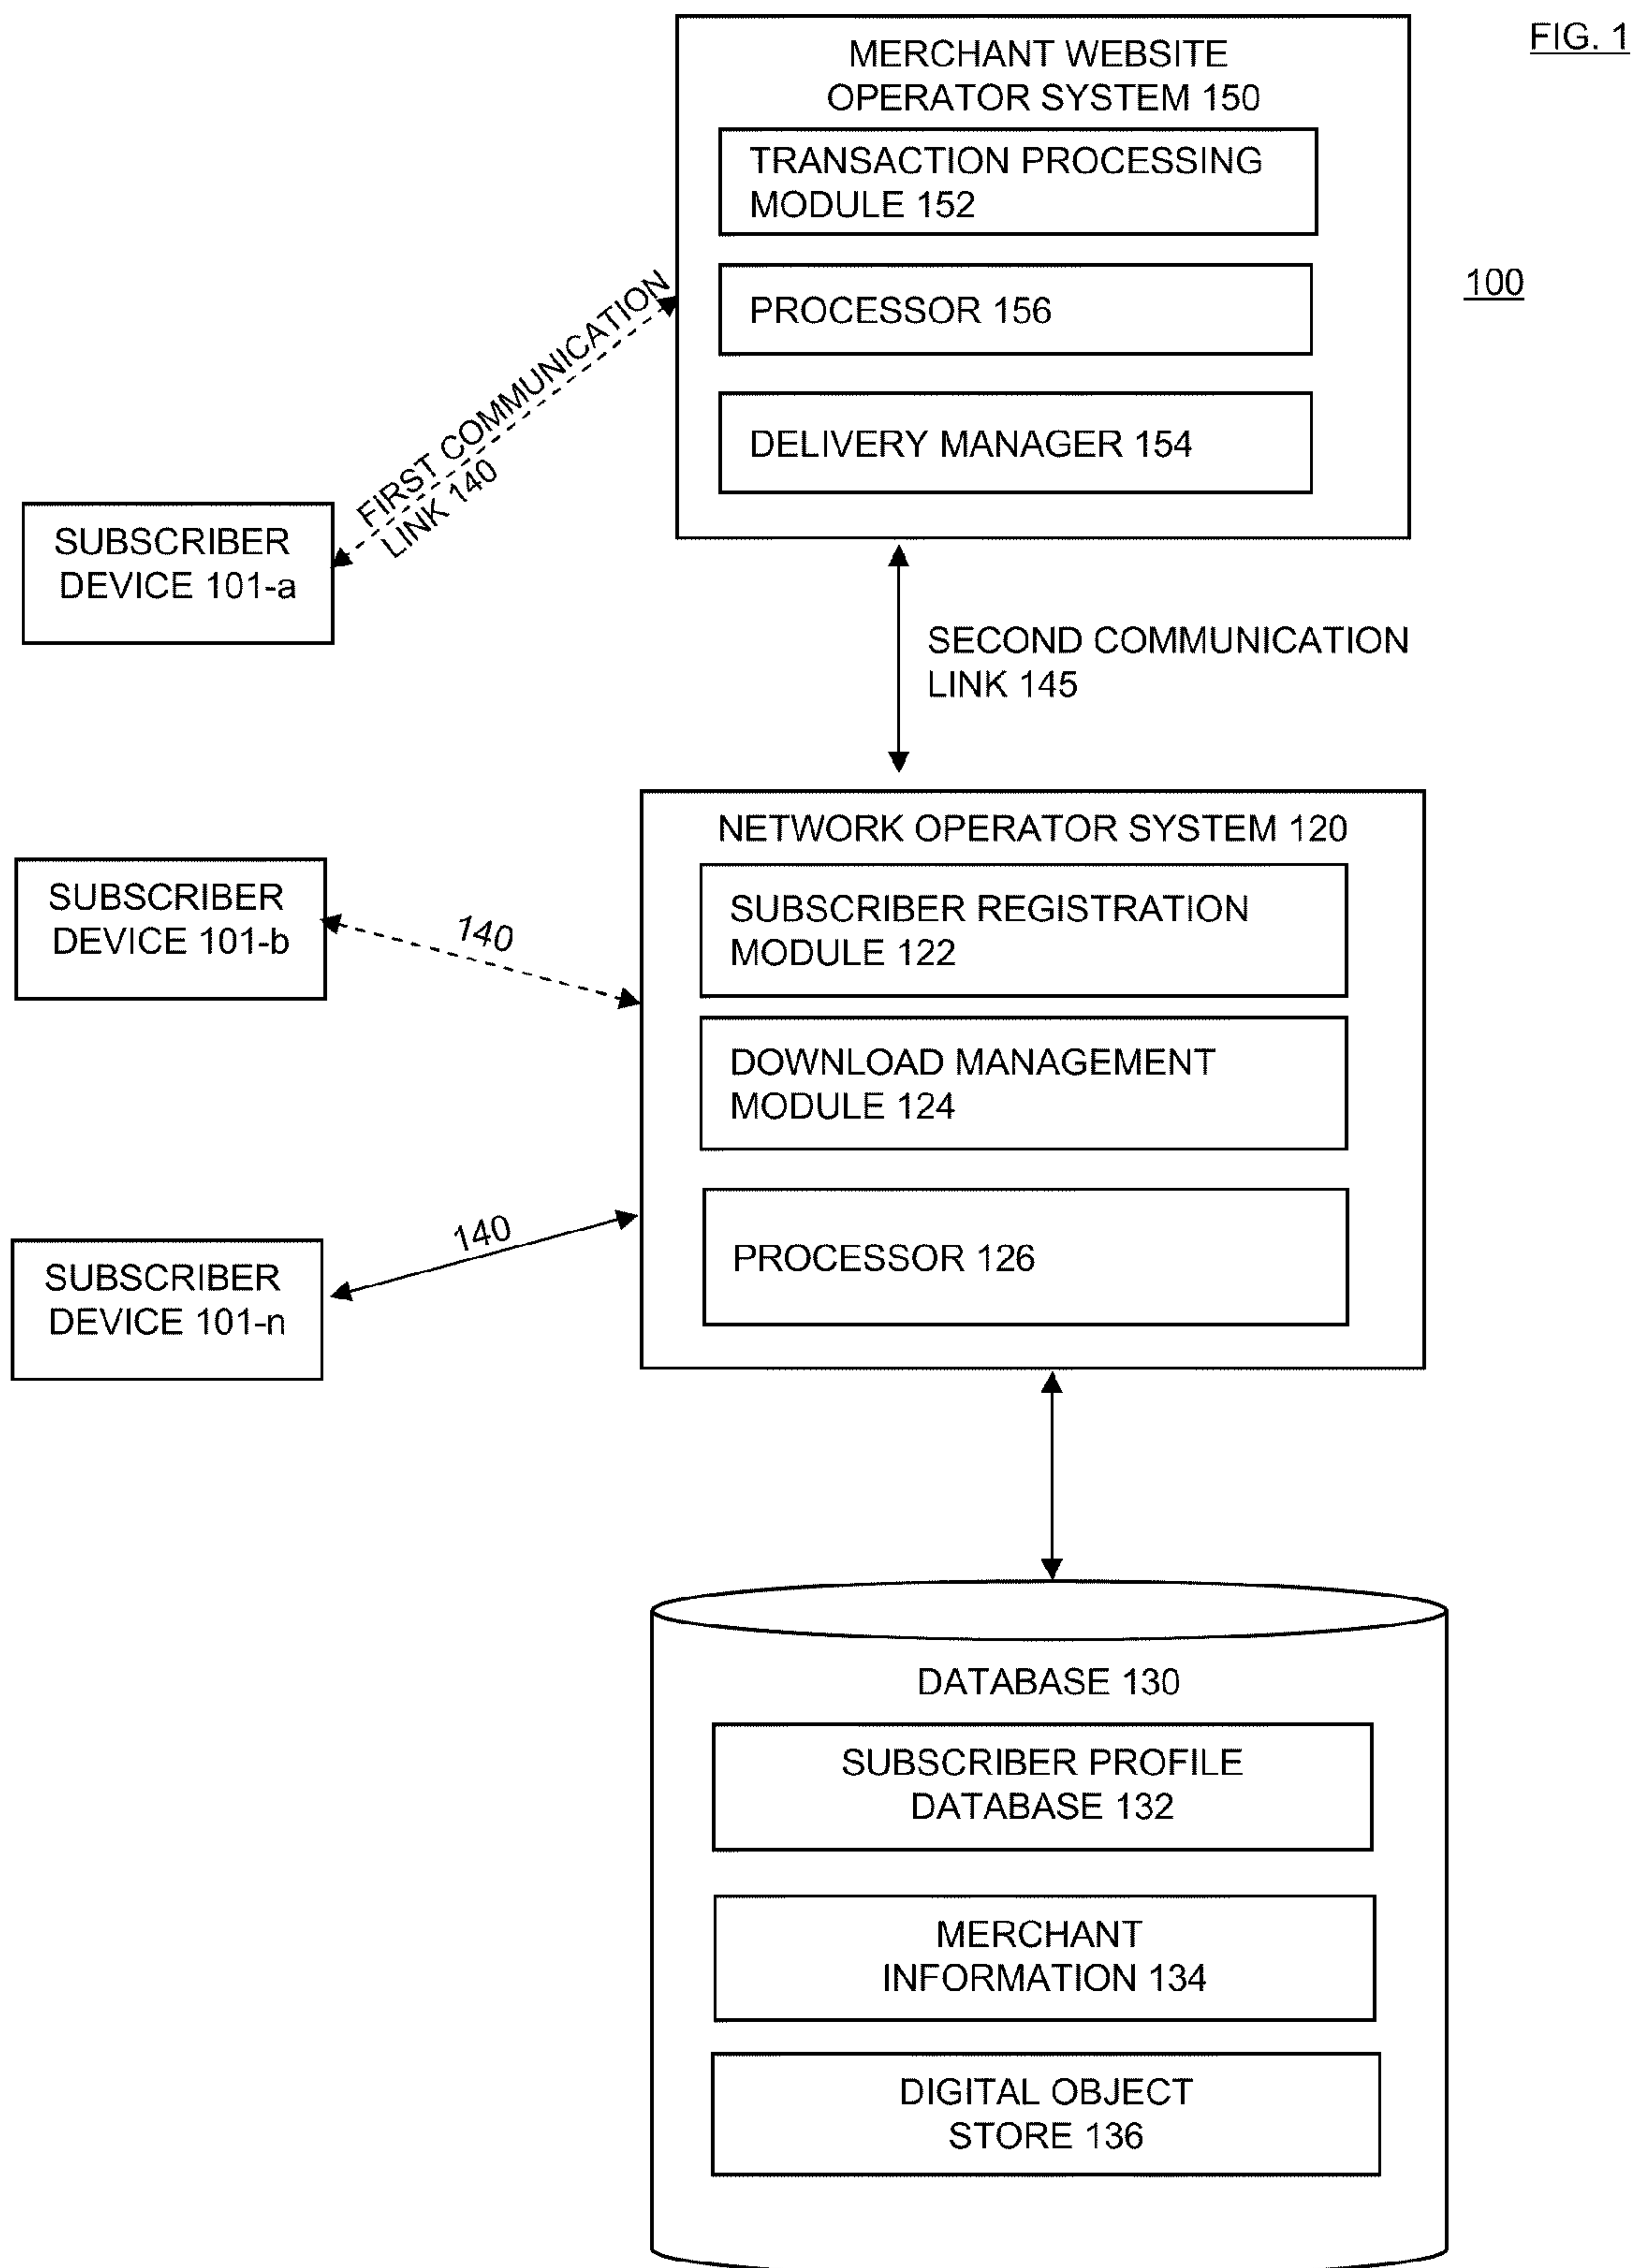 FIG. 1
MERCHANT WEBSITE
OPERATOR SYSTEM 150
TRANSACTION PROCESSING
MODULE 152
PROCESSOR 156
DELIVERY MANAGER 154
100
FIRST COMMUNICATION
LINK 140
SUBSCRIBER
DEVICE 101-a
SECOND COMMUNICATION
LINK 145
NETWORK OPERATOR SYSTEM 120
SUBSCRIBER REGISTRATION
MODULE 122
DOWNLOAD MANAGEMENT
MODULE 124
PROCESSOR 126
SUBSCRIBER
DEVICE 101-b
140
SUBSCRIBER
DEVICE 101-n
140
DATABASE 130
SUBSCRIBER PROFILE
DATABASE 132
MERCHANT
INFORMATION 134
DIGITAL OBJECT
STORE 136